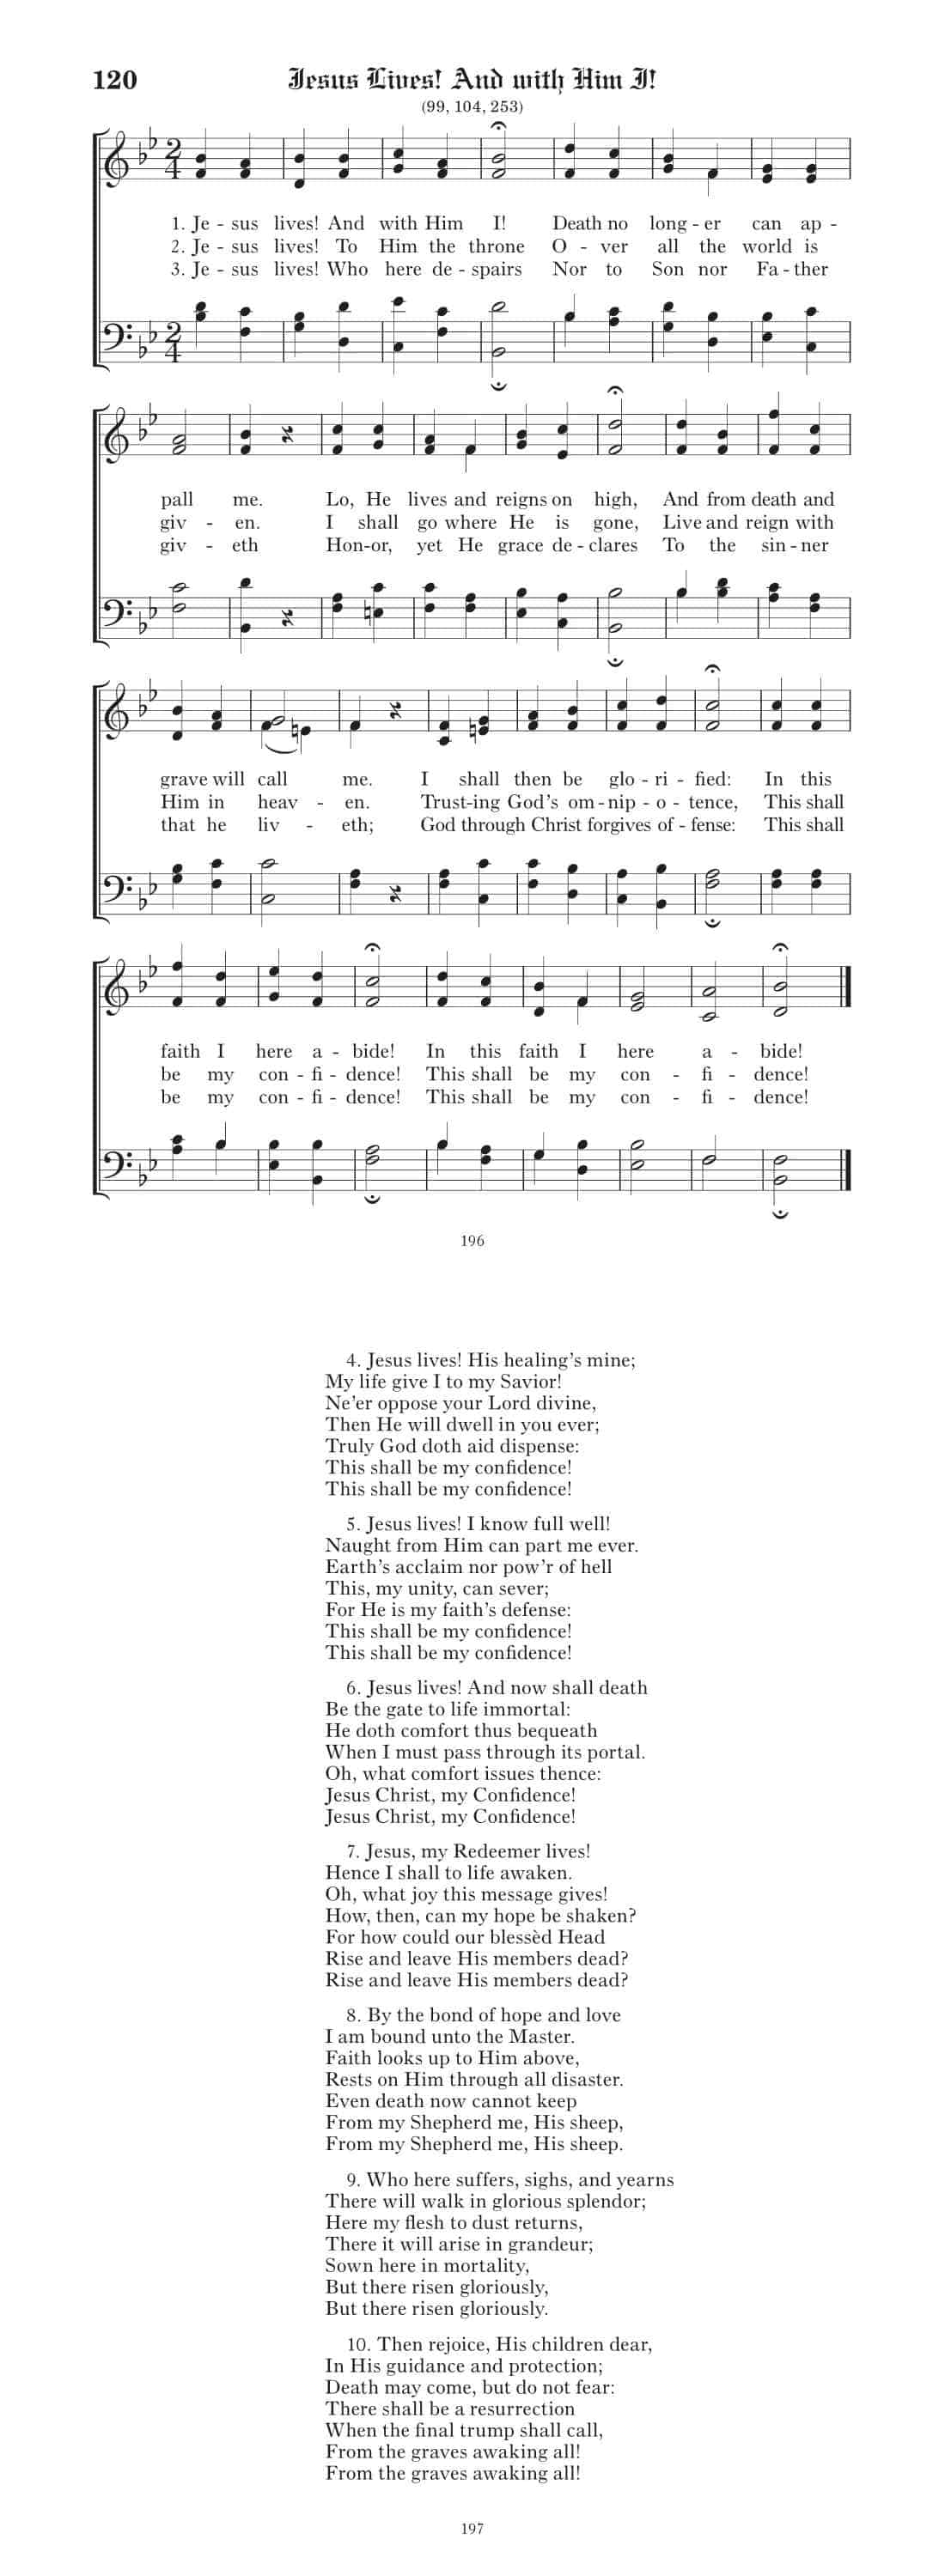 120 Jesus Lives! And with Him I!
(99, 104, 253)
1. Je - sus lives! And with Him I! Death no long - er can ap -
2. Je - sus lives! To Him the throne O - ver all the world is
3. Je - sus lives! Who here de - spairs Nor to Son nor Fa - ther
pall me. Lo, He lives and reigns on high, And from death and
giv - en. I shall go where He is gone, Live and reign with
giv - eth Hon-or, yet He grace de - clares To the sin - ner
grave will call me. I shall then be glo - ri - fied: In this
Him in heav - en. Trust-ing God's om - nip - o - tence, This shall
that he liv - eth; God through Christ forgives of - fense: This shall
faith I here a - bide! In this faith I here a - bide!
be my con - fi - dence! This shall be my con - fi - dence!
be my con - fi - dence! This shall be my con - fi - dence!
196
4. Jesus lives! His healing's mine;
My life give I to my Savior!
Ne'er oppose your Lord divine,
Then He will dwell in you ever;
Truly God doth aid dispense:
This shall be my confidence!
This shall be my confidence!
5. Jesus lives! I know full well!
Naught from Him can part me ever.
Earth's acclaim nor pow'r of hell
This, my unity, can sever;
For He is my faith's defense:
This shall be my confidence!
This shall be my confidence!
6. Jesus lives! And now shall death
Be the gate to life immortal:
He doth comfort thus bequeath
When I must pass through its portal.
Oh, what comfort issues thence:
Jesus Christ, my Confidence!
Jesus Christ, my Confidence!
7. Jesus, my Redeemer lives!
Hence I shall to life awaken.
Oh, what joy this message gives!
How, then, can my hope be shaken?
For how could our blessèd Head
Rise and leave His members dead?
Rise and leave His members dead?
8. By the bond of hope and love
I am bound unto the Master.
Faith looks up to Him above,
Rests on Him through all disaster.
Even death now cannot keep
From my Shepherd me, His sheep,
From my Shepherd me, His sheep.
9. Who here suffers, sighs, and yearns
There will walk in glorious splendor;
Here my flesh to dust returns,
There it will arise in grandeur;
Sown here in mortality,
But there risen gloriously,
But there risen gloriously.
10. Then rejoice, His children dear,
In His guidance and protection;
Death may come, but do not fear:
There shall be a resurrection
When the final trump shall call,
From the graves awaking all!
From the graves awaking all!
197